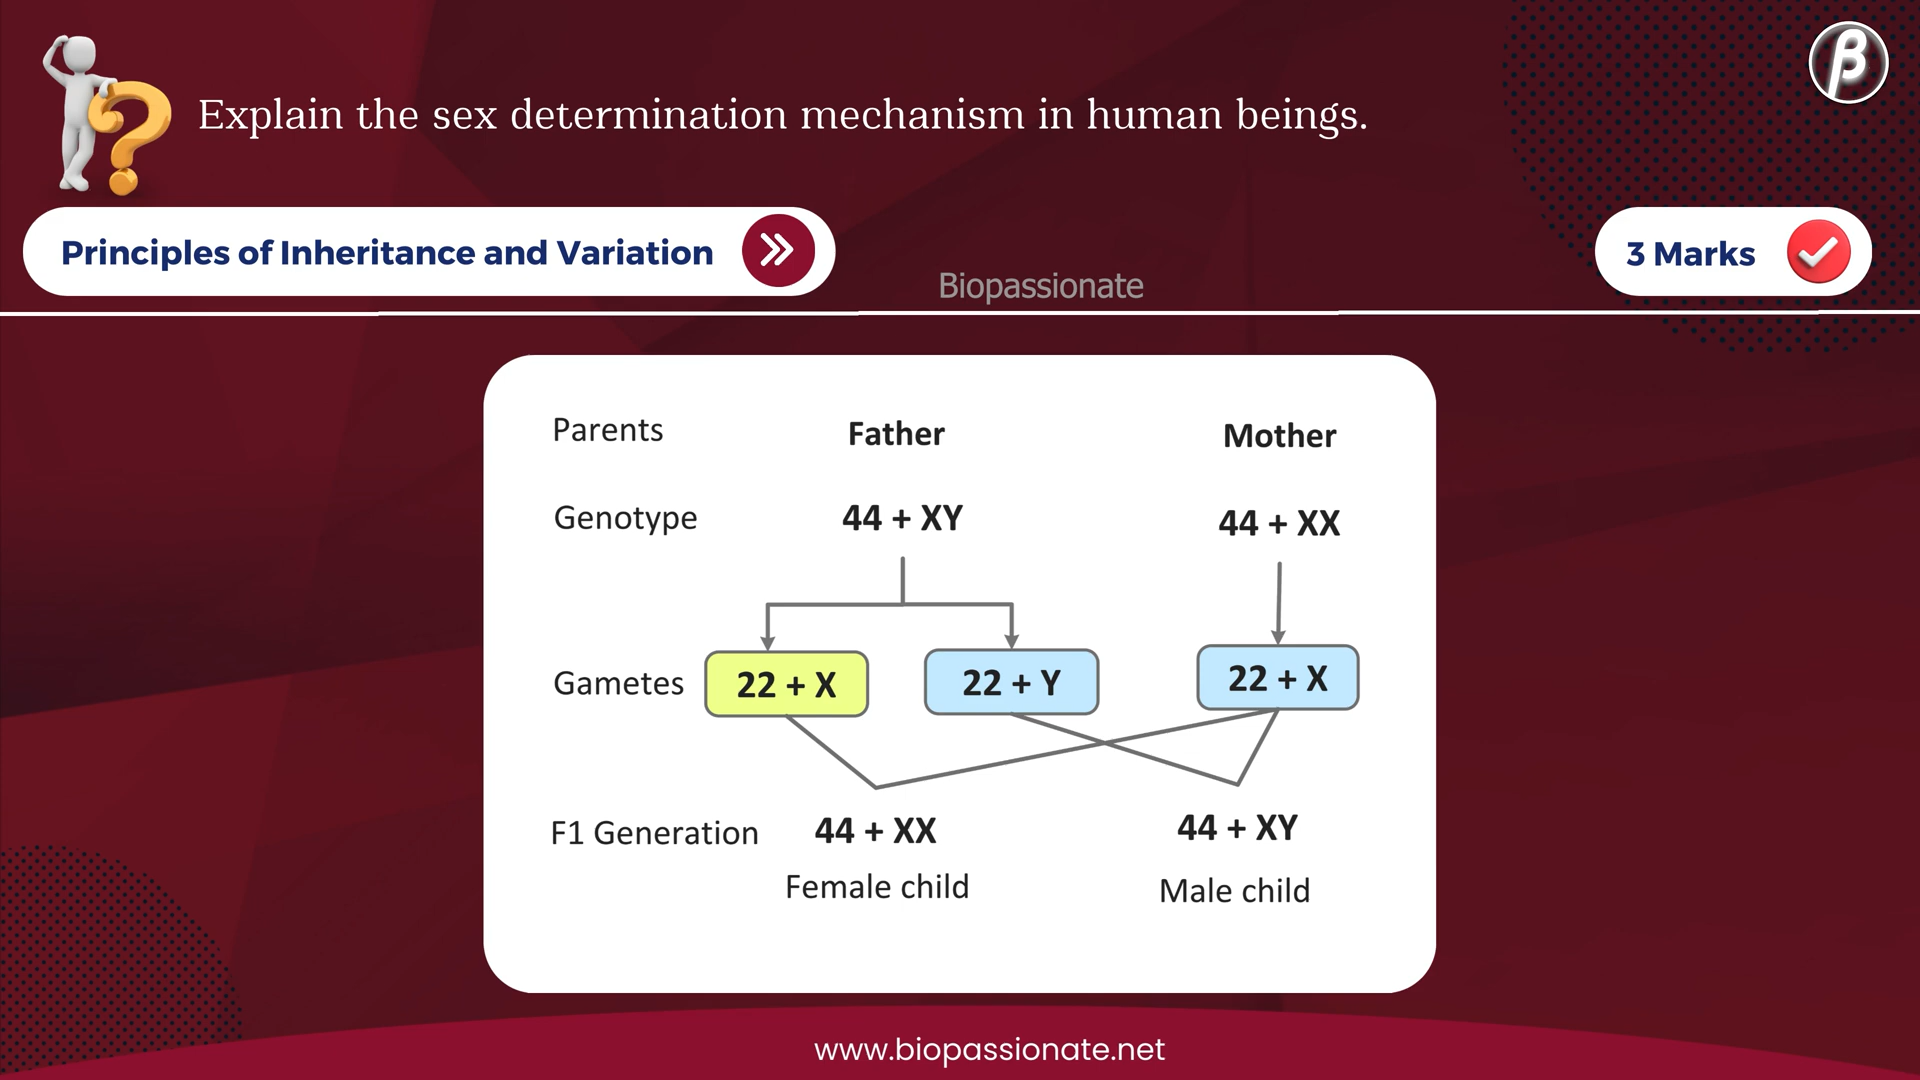 β
Explain the sex determination mechanism in human beings.
Principles of Inheritance and Variation
3 Marks
Biopassionate
Parents Father Mother
Genotype 44 + XY 44 + XX
Gametes 22 + X 22 + Y 22 + X
F1 Generation 44 + XX 44 + XY
Female child Male child
www.biopassionate.net